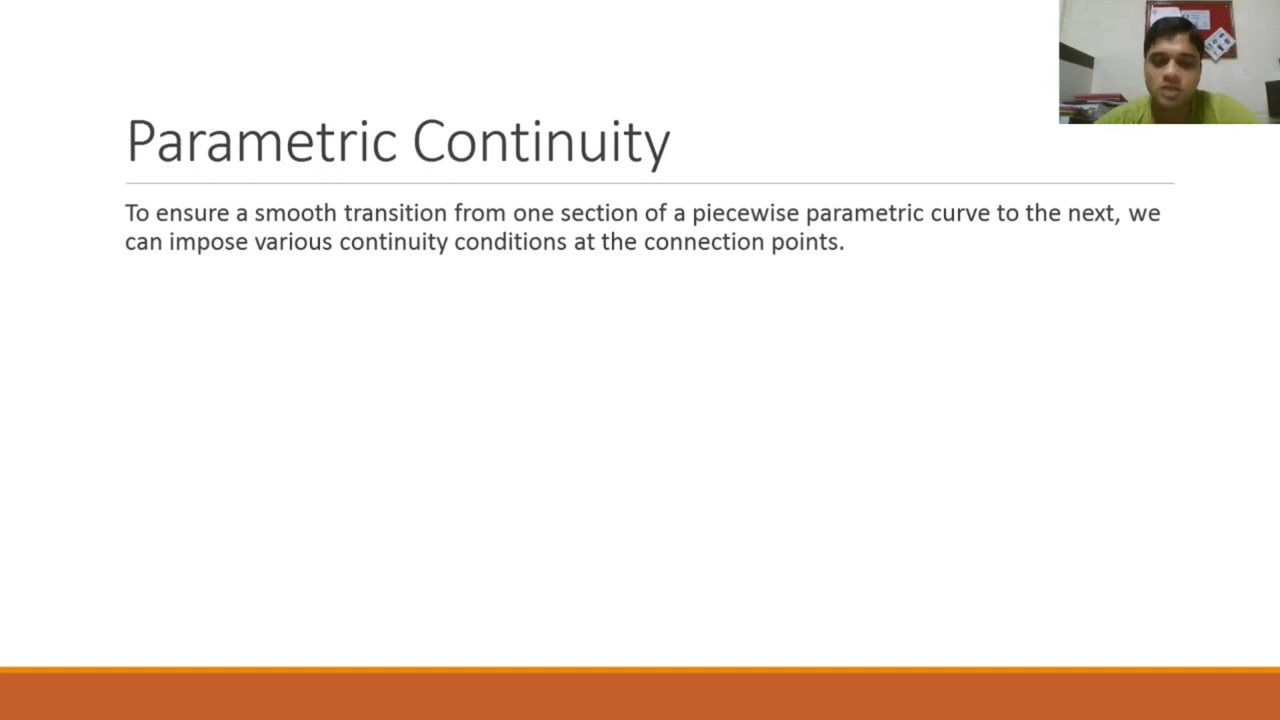 Parametric Continuity
To ensure a smooth transition from one section of a piecewise parametric curve to the next, we
can impose various continuity conditions at the connection points.